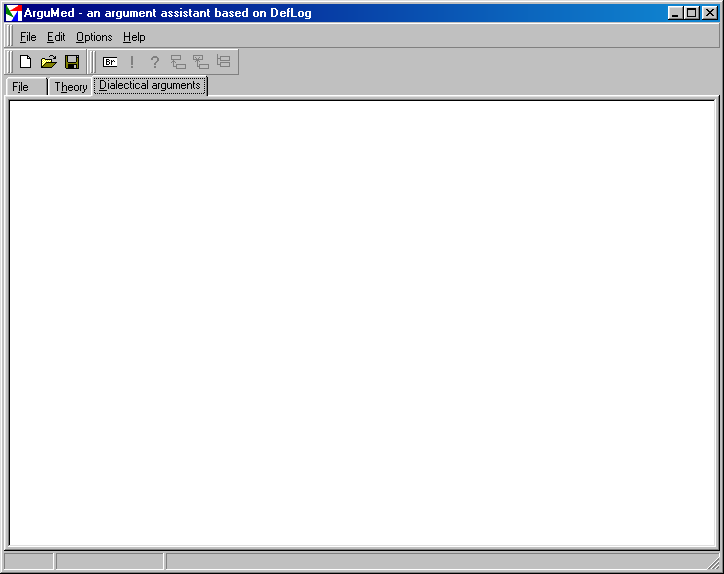 ArguMed - an argument assistant based on DefLog
File Edit Options Help
Br ! ?
File Theory Dialectical arguments